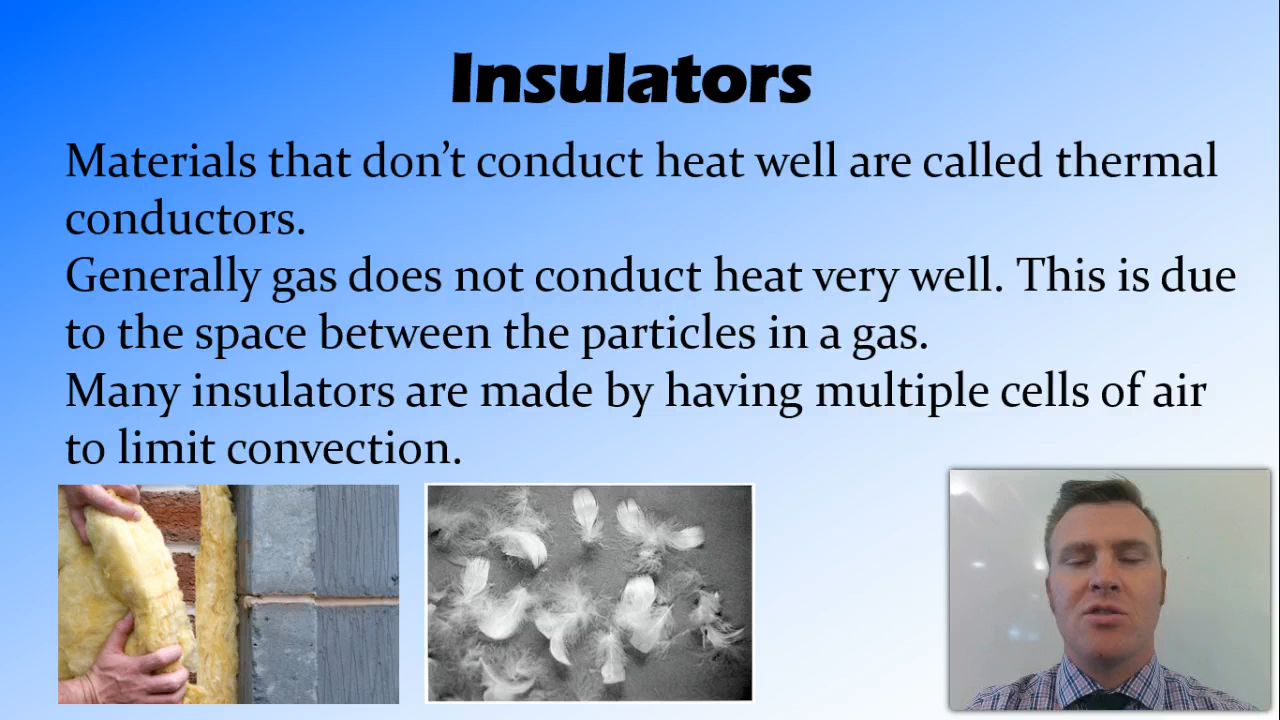 Insulators
Materials that don’t conduct heat well are called thermal
conductors.
Generally gas does not conduct heat very well. This is due
to the space between the particles in a gas.
Many insulators are made by having multiple cells of air
to limit convection.